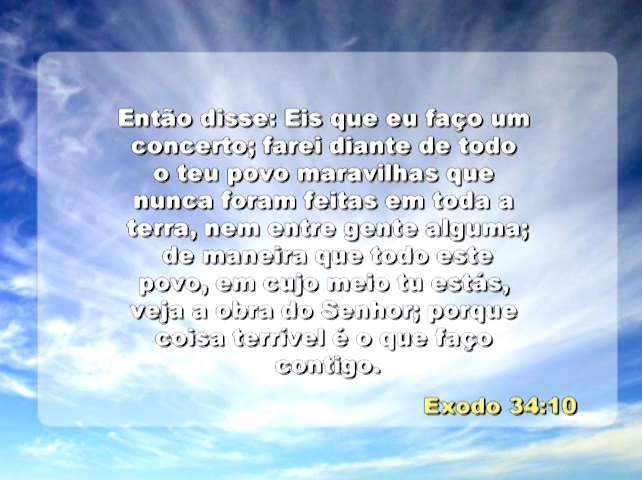 Então disse: Eis que eu faço um
concerto; farei diante de todo
o teu povo maravilhas que
nunca foram feitas em toda a
terra, nem entre gente alguma;
de maneira que todo este
povo, em cujo meio tu estás,
veja a obra do Senhor; porque
coisa terrível é o que faço
contigo.
Exodo 34:10